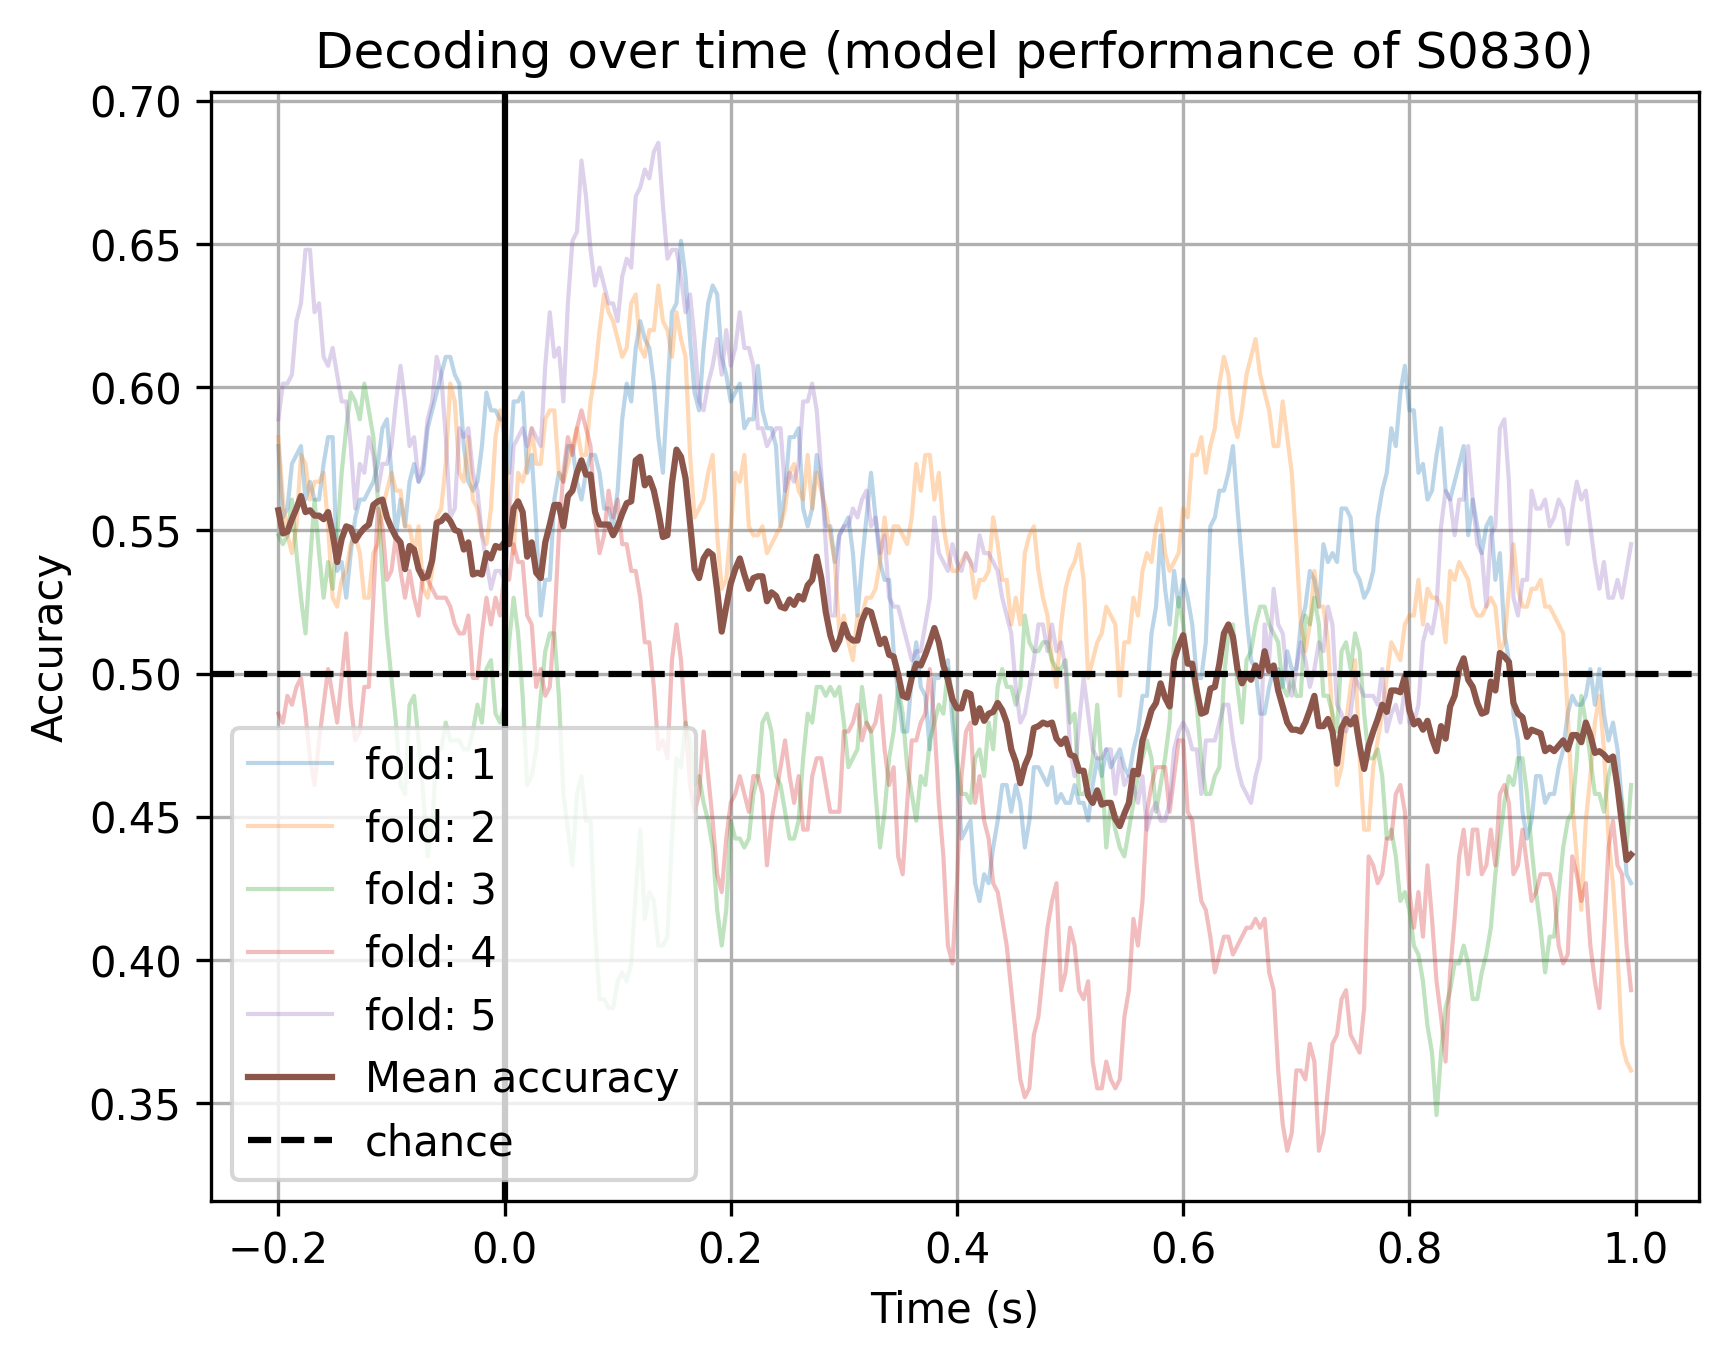 Decoding over time (model performance of S0830)
0.70
0.65
0.60
0.55
0.50
0.45
0.40
0.35
Accuracy
fold: 1
fold: 2
fold: 3
fold: 4
fold: 5
Mean accuracy
chance
−0.2 0.0 0.2 0.4 0.6 0.8 1.0
Time (s)